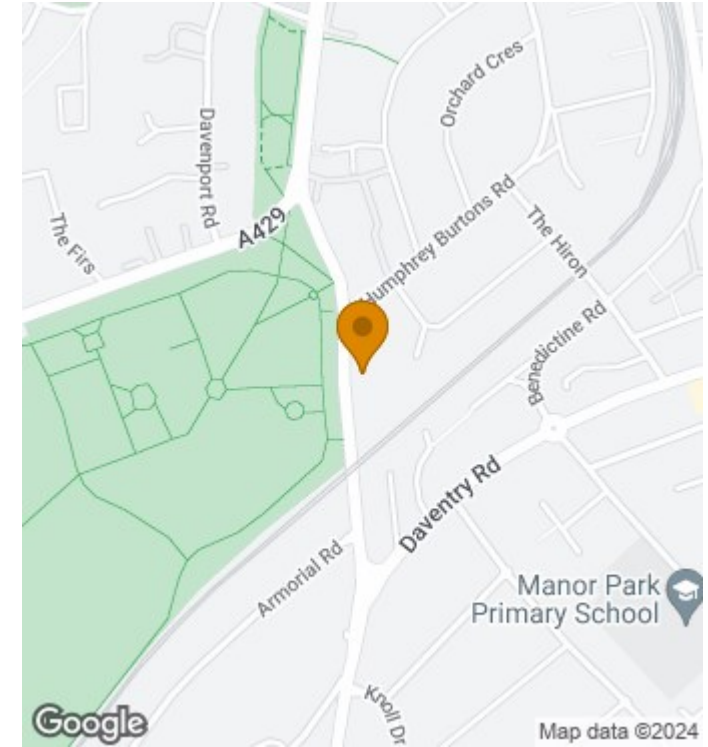 Orchard Cres
Davenport Rd
Humphrey Burtons Rd
The Hiron
The Firs
A429
Benedictine Rd
Daventry Rd
Armorial Rd
Manor Park
Primary School
Knoll Dr
Google
Map data ©2024